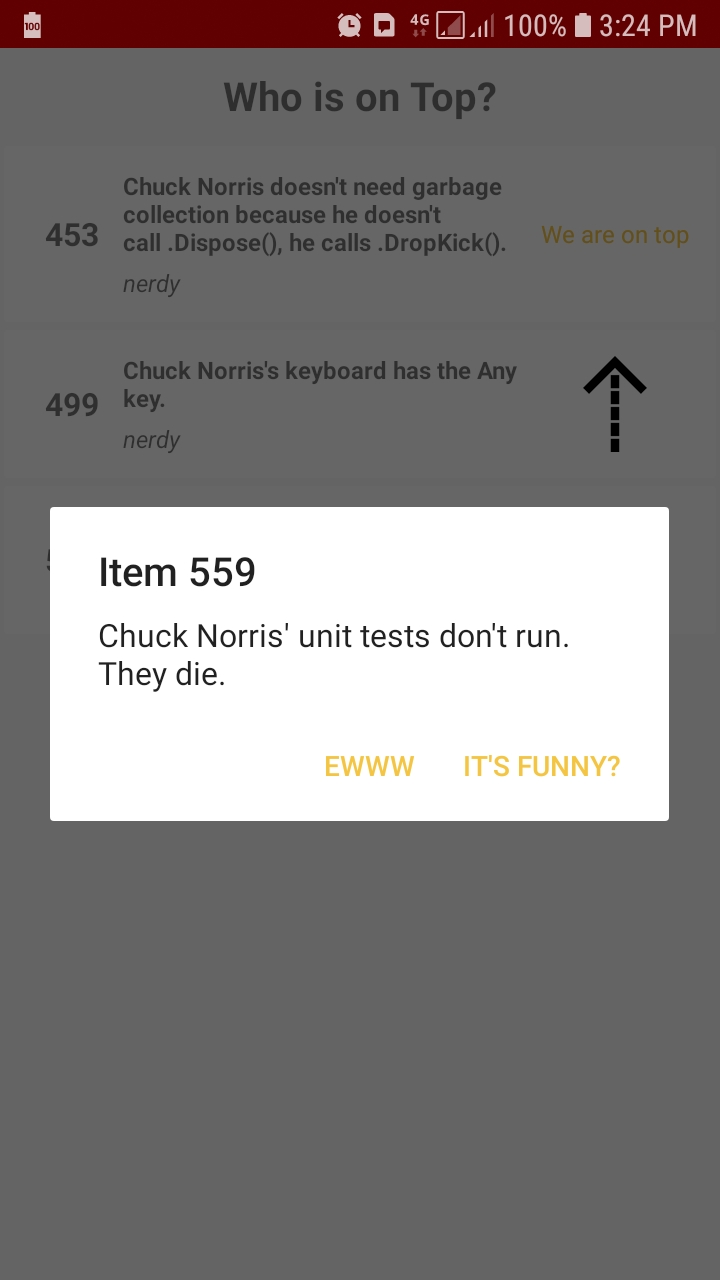 100
4G
100%
3:24 PM
Who is on Top?
453
Chuck Norris doesn't need garbage
collection because he doesn't
call .Dispose(), he calls .DropKick().
nerdy
We are on top
499
Chuck Norris's keyboard has the Any
key.
nerdy
Item 559
Chuck Norris' unit tests don't run.
They die.
EWWW
IT'S FUNNY?